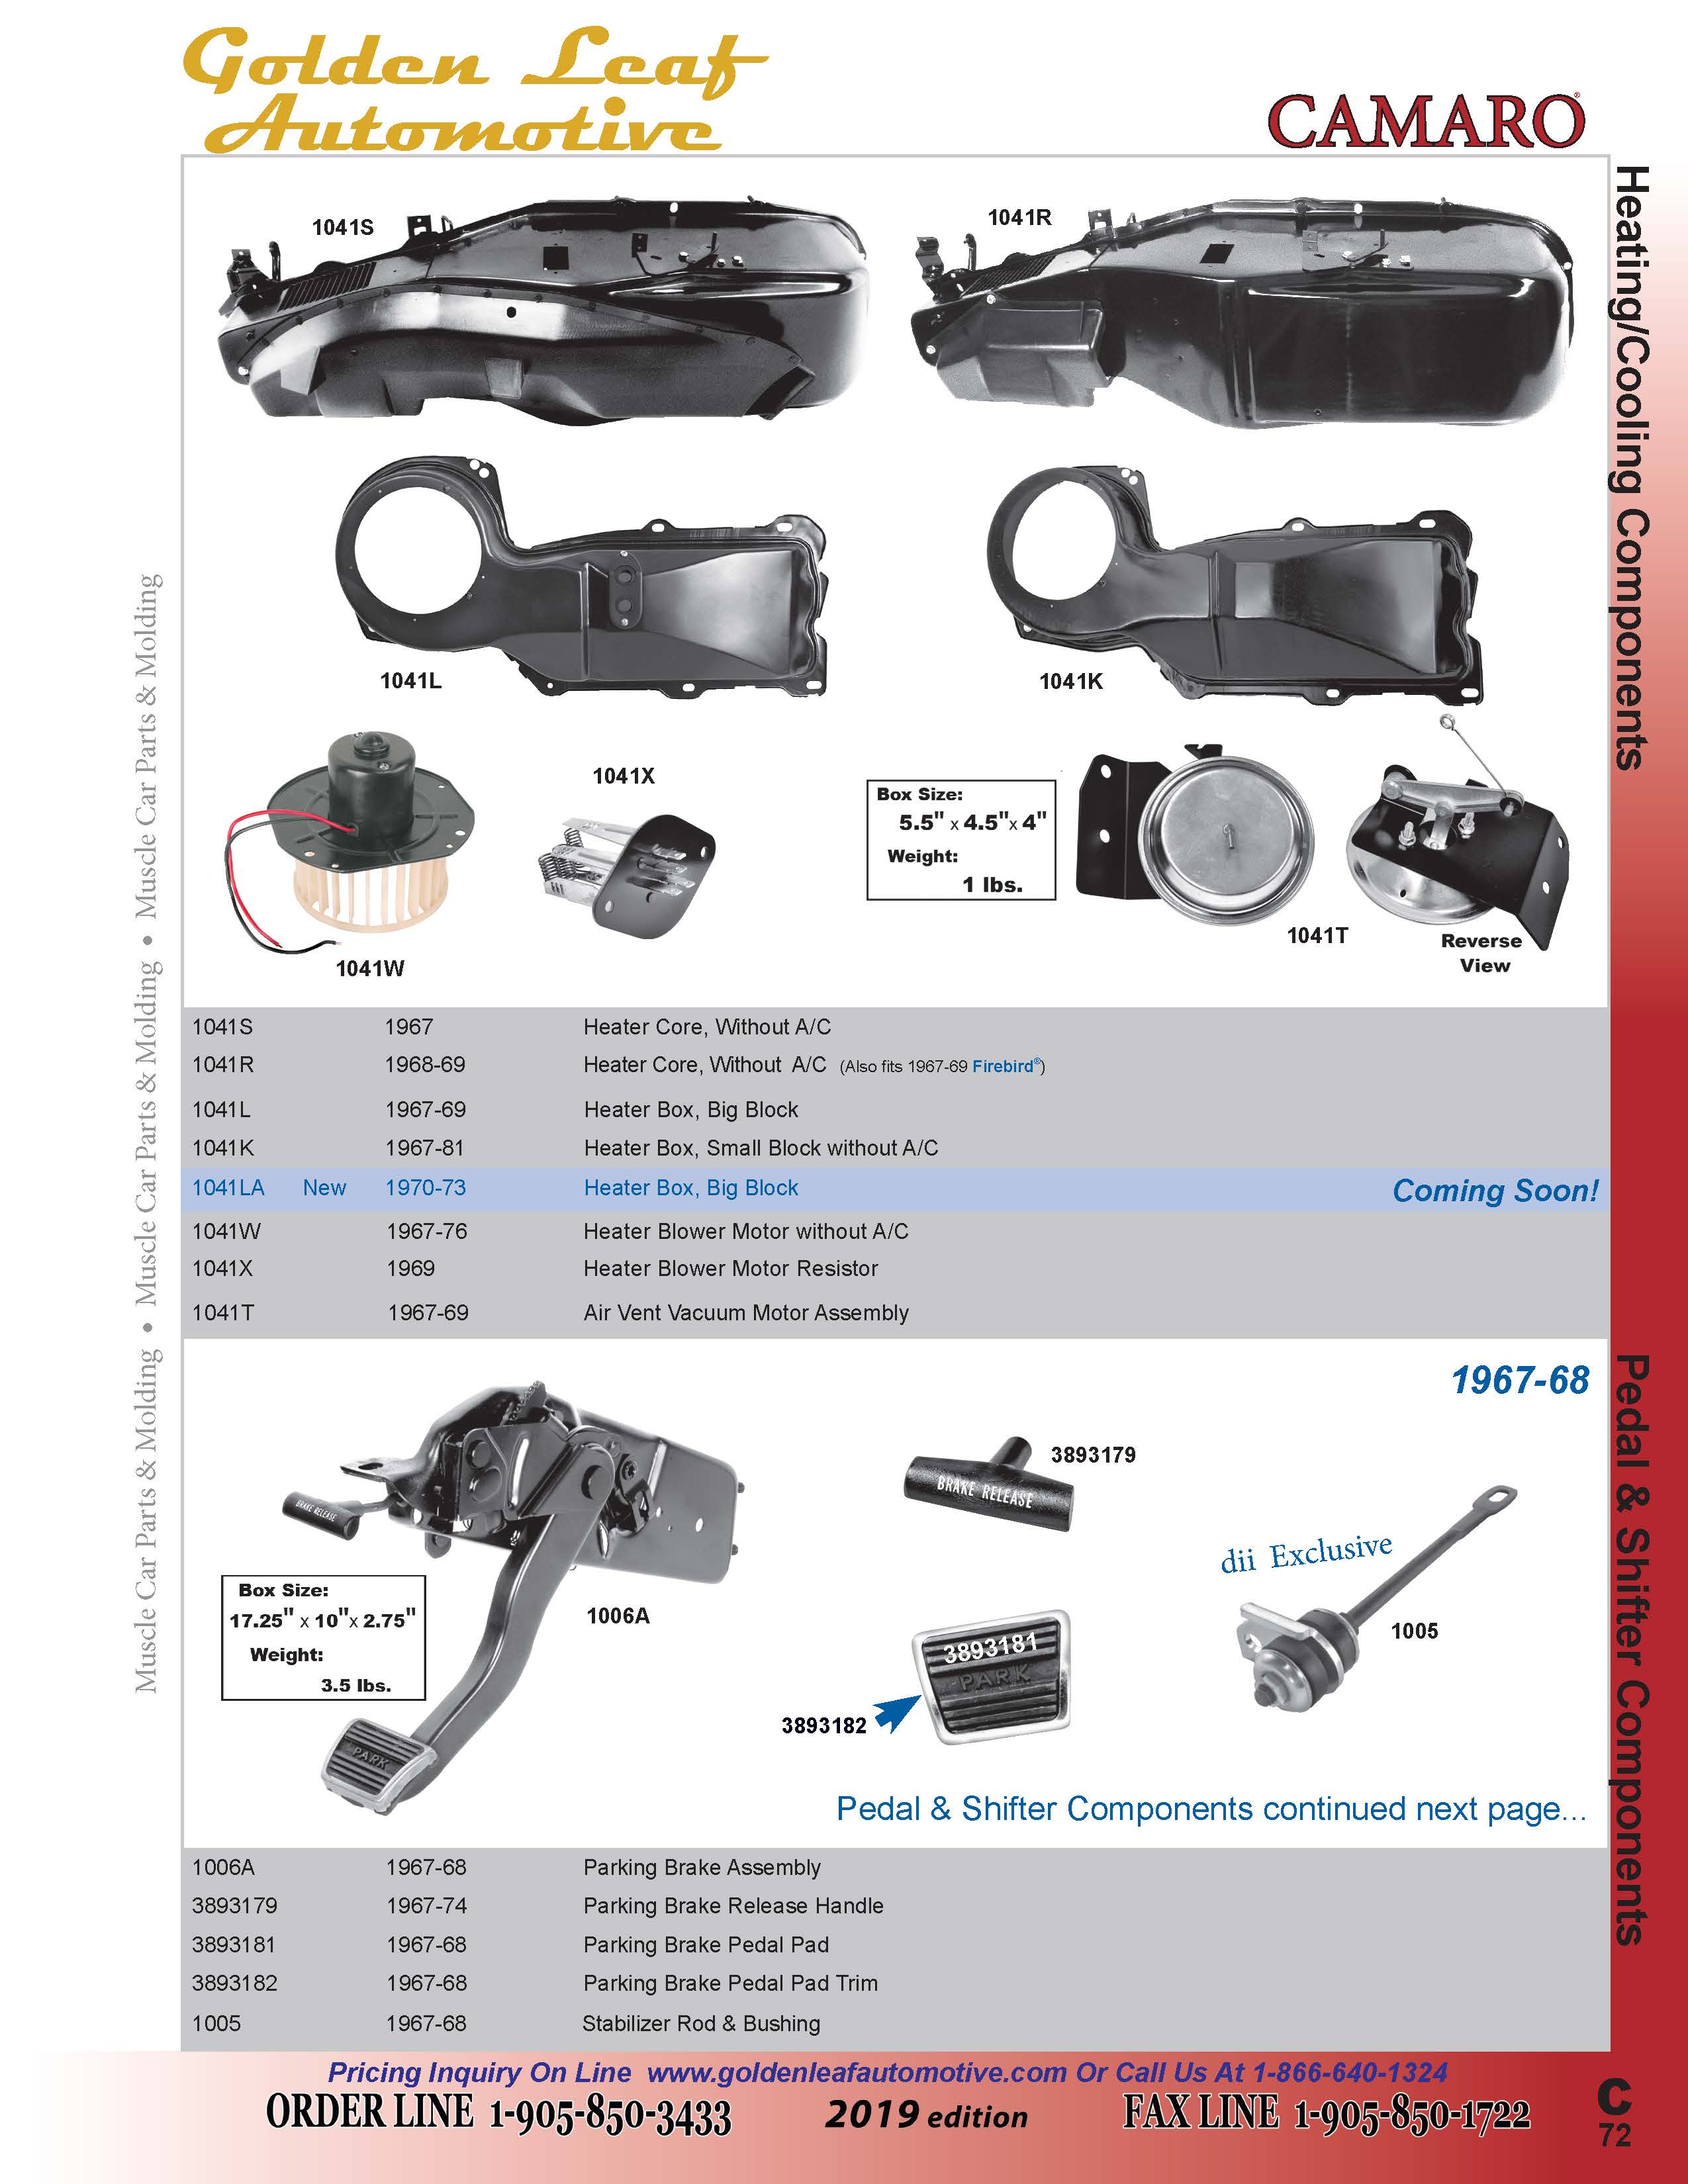 Golden Leaf
Automotive
CAMARO®
Heating/Cooling Components
1041S
1041R
1041L
1041K
1041X
1041W
Box Size:
5.5" x 4.5"x 4"
Weight:
1 lbs.
1041T
Reverse
View
Muscle Car Parts & Molding • Muscle Car Parts & Molding • Muscle Car Parts & Molding
1041S 1967 Heater Core, Without A/C
1041R 1968-69 Heater Core, Without A/C (Also fits 1967-69 Firebird®)
1041L 1967-69 Heater Box, Big Block
1041K 1967-81 Heater Box, Small Block without A/C
1041LA New 1970-73 Heater Box, Big Block Coming Soon!
1041W 1967-76 Heater Blower Motor without A/C
1041X 1969 Heater Blower Motor Resistor
1041T 1967-69 Air Vent Vacuum Motor Assembly
Pedal & Shifter Components
1967-68
BRAKE RELEASE
3893179
BRAKE RELEASE
dii Exclusive
Box Size:
17.25" x 10"x 2.75"
Weight:
3.5 lbs.
1006A
1005
3893181
PARK
3893182
PARK
Pedal & Shifter Components continued next page...
1006A 1967-68 Parking Brake Assembly
3893179 1967-74 Parking Brake Release Handle
3893181 1967-68 Parking Brake Pedal Pad
3893182 1967-68 Parking Brake Pedal Pad Trim
1005 1967-68 Stabilizer Rod & Bushing
Pricing Inquiry On Line www.goldenleafautomotive.com Or Call Us At 1-866-640-1324
ORDER LINE 1-905-850-3433 2019 edition FAX LINE 1-905-850-1722
C
72